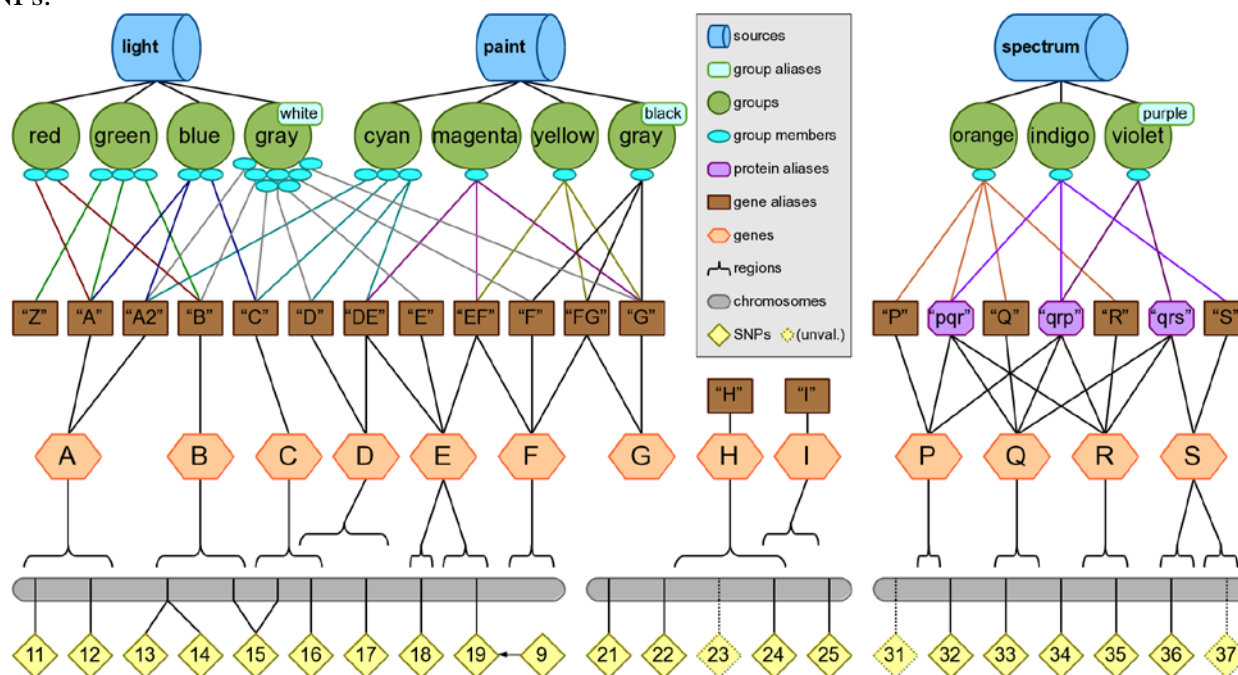 NPs.
light paint spectrum
sources
group aliases
groups
group members
protein aliases
gene aliases
genes
regions
chromosomes
SNPs (unval.)
white black purple
red green blue gray cyan magenta yellow gray orange indigo violet
"Z" "A" "A2" "B" "C" "D" "DE" "E" "EF" "F" "FG" "G" "P" "pqr" "Q" "qrp" "R" "qrs" "S"
"H" "I"
A B C D E F G H I P Q R S
11 12 13 14 15 16 17 18 19 9 21 22 23 24 25 31 32 33 34 35 36 37